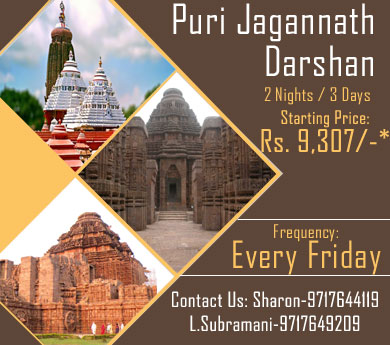 Puri Jagannath
Darshan
2 Nights / 3 Days
Starting Price:
Rs. 9,307/-*
Frequency:
Every Friday
Contact Us: Sharon-9717644119
L.Subramani-9717649209